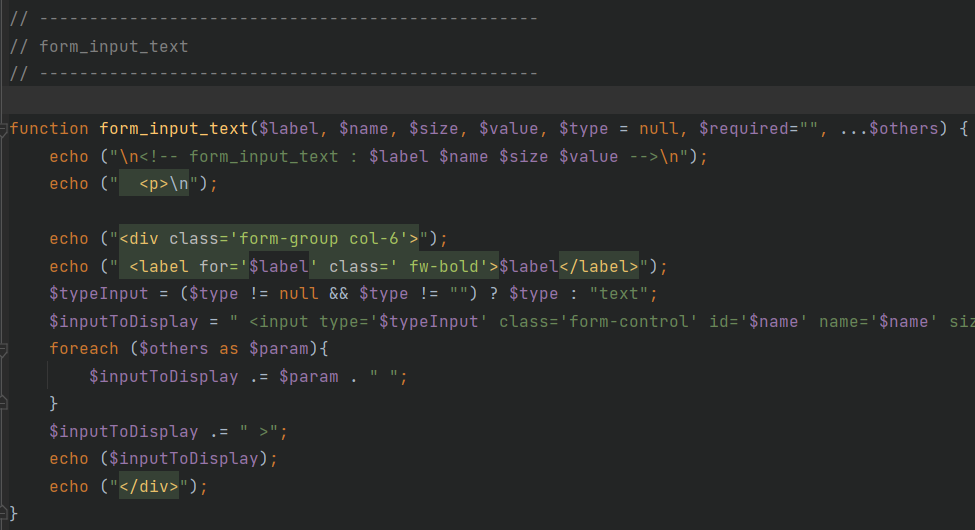 // --------------------------------------------------
// form_input_text
// --------------------------------------------------
function form_input_text($label, $name, $size, $value, $type = null, $required="", ...$others) {
    echo ("\n<!-- form_input_text : $label $name $size $value -->\n");
    echo ("  <p>\n");
    echo ("<div class='form-group col-6'>");
    echo (" <label for='$label' class=' fw-bold'>$label</label>");
    $typeInput = ($type != null && $type != "") ? $type : "text";
    $inputToDisplay = " <input type='$typeInput' class='form-control' id='$name' name='$name' siz
    foreach ($others as $param){
        $inputToDisplay .= $param . " ";
    }
    $inputToDisplay .= " >";
    echo ($inputToDisplay);
    echo ("</div>");
}